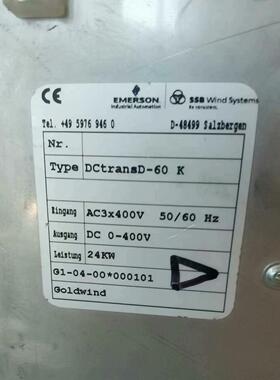 CE
EMERSON
Industrial Automation
SSB Wind Systems
Tel. +49 5976 946 0 D-48499 Salzbergen
Nr.
Type DCtransD-60 K
Eingang AC3x400V 50/60 Hz
Ausgang DC 0-400V
Leistung 24KW
G1-04-00*000101
Goldwind